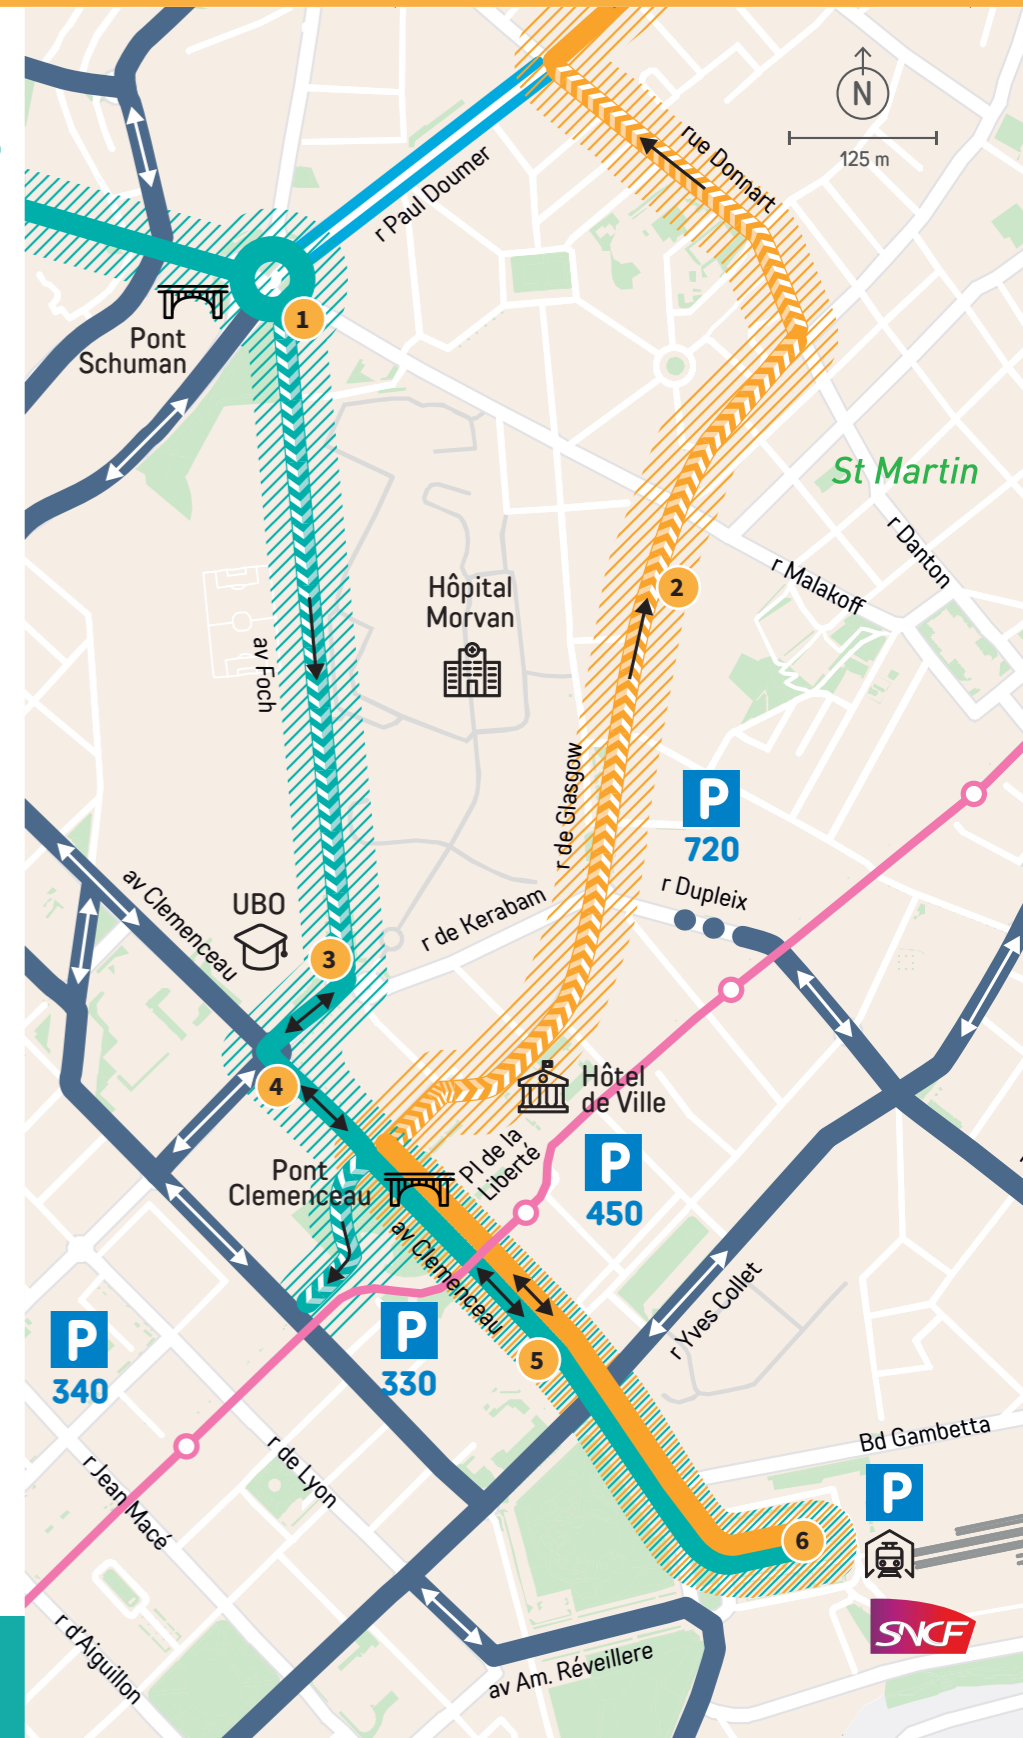 N
125 m
rue Donnart
r Paul Doumer
1
Pont
Schuman
St Martin
r Danton
r Malakoff
2
Hôpital
Morvan
av Foch
r de Glasgow
P
720
r Dupleix
av Clemenceau
UBO
r de Kerabam
3
4
Hôtel
de Ville
Pl de la
Liberté
P
450
Pont
Clemenceau
av Clemenceau
r Yves Collet
P
340
P
330
5
Bd Gambetta
P
r de Lyon
r Jean Macé
6
SNCF
r d'Aiguillon
av Am. Réveillere